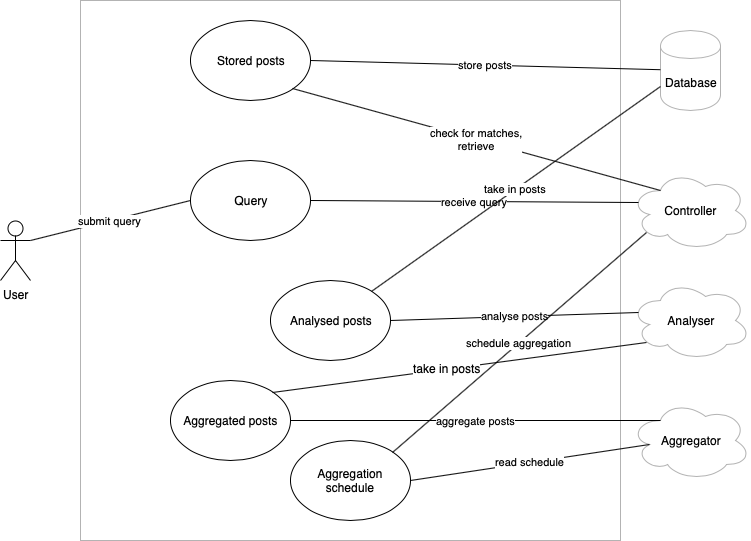 Stored posts
store posts
Database
check for matches,
retrieve
take in posts
Query
receive query
Controller
submit query
User
Analysed posts
analyse posts
Analyser
schedule aggregation
take in posts
Aggregated posts
aggregate posts
Aggregator
Aggregation
schedule
read schedule